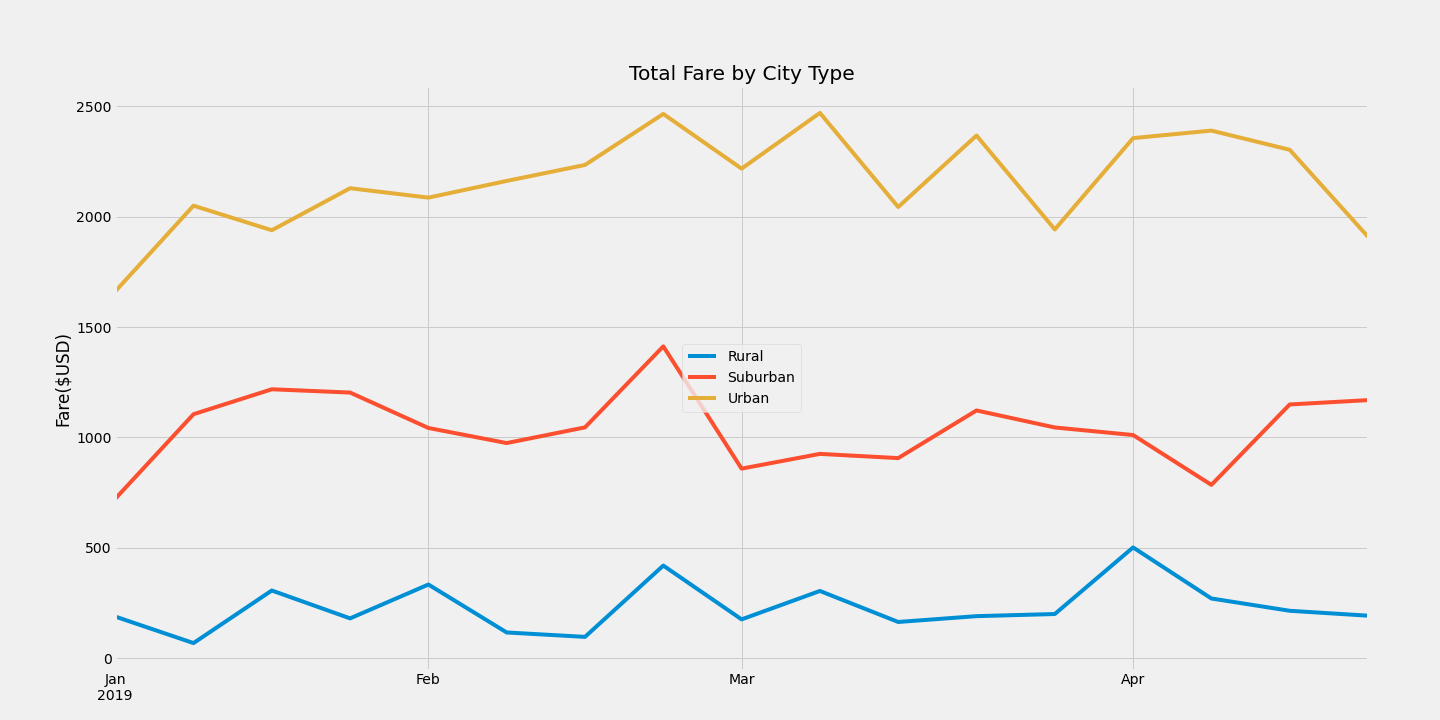 Total Fare by City Type
Fare($USD)
2500
2000
1500
1000
500
0
Rural
Suburban
Urban
Jan
2019
Feb
Mar
Apr